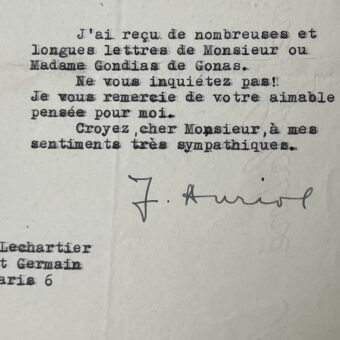 J'ai reçu de nombreuses et
longues lettres de Monsieur ou
Madame Gondias de Gonas.
Ne vous inquiétez pas!
Je vous remercie de votre aimable
pensée pour moi.
Croyez,cher Monsieur,à mes
sentiments très sympathiques.
J. Auriol
Lechartier
t Germain
aris 6